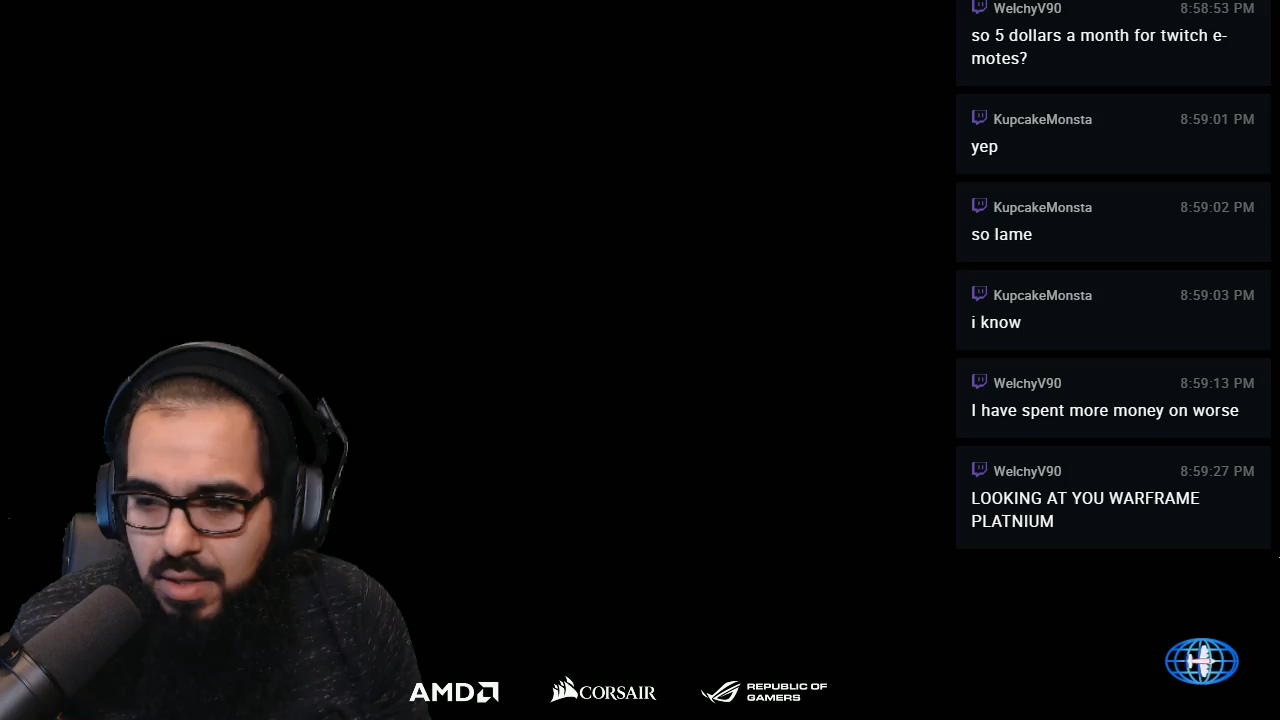 WelchyV90 8:58:53 PM
so 5 dollars a month for twitch e-
motes?
KupcakeMonsta 8:59:01 PM
yep
KupcakeMonsta 8:59:02 PM
so lame
KupcakeMonsta 8:59:03 PM
i know
WelchyV90 8:59:13 PM
I have spent more money on worse
WelchyV90 8:59:27 PM
LOOKING AT YOU WARFRAME
PLATNIUM
AMD CORSAIR REPUBLIC OF
GAMERS